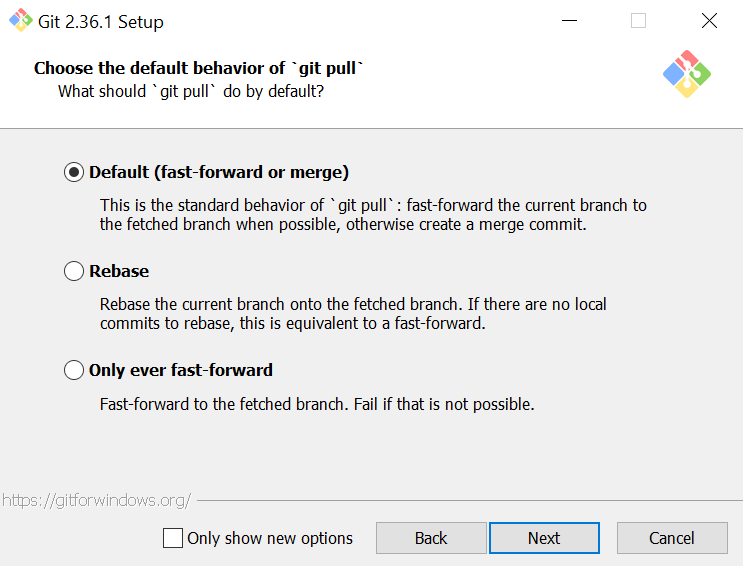 Git 2.36.1 Setup
Choose the default behavior of `git pull`
What should `git pull` do by default?
Default (fast-forward or merge)
This is the standard behavior of `git pull`: fast-forward the current branch to
the fetched branch when possible, otherwise create a merge commit.
Rebase
Rebase the current branch onto the fetched branch. If there are no local
commits to rebase, this is equivalent to a fast-forward.
Only ever fast-forward
Fast-forward to the fetched branch. Fail if that is not possible.
https://gitforwindows.org/
Only show new options
Back
Next
Cancel